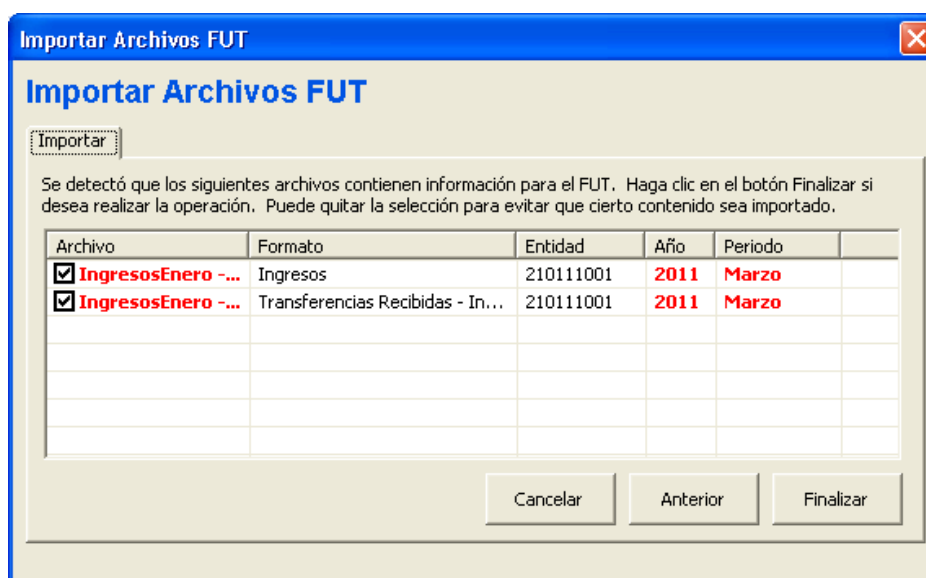 Importar Archivos FUT
Importar Archivos FUT
Importar
Se detectó que los siguientes archivos contienen información para el FUT.  Haga clic en el botón Finalizar si
desea realizar la operación.  Puede quitar la selección para evitar que cierto contenido sea importado.
Archivo Formato Entidad Año Periodo
IngresosEnero -... Ingresos 210111001 2011 Marzo
IngresosEnero -... Transferencias Recibidas - In... 210111001 2011 Marzo
Cancelar Anterior Finalizar